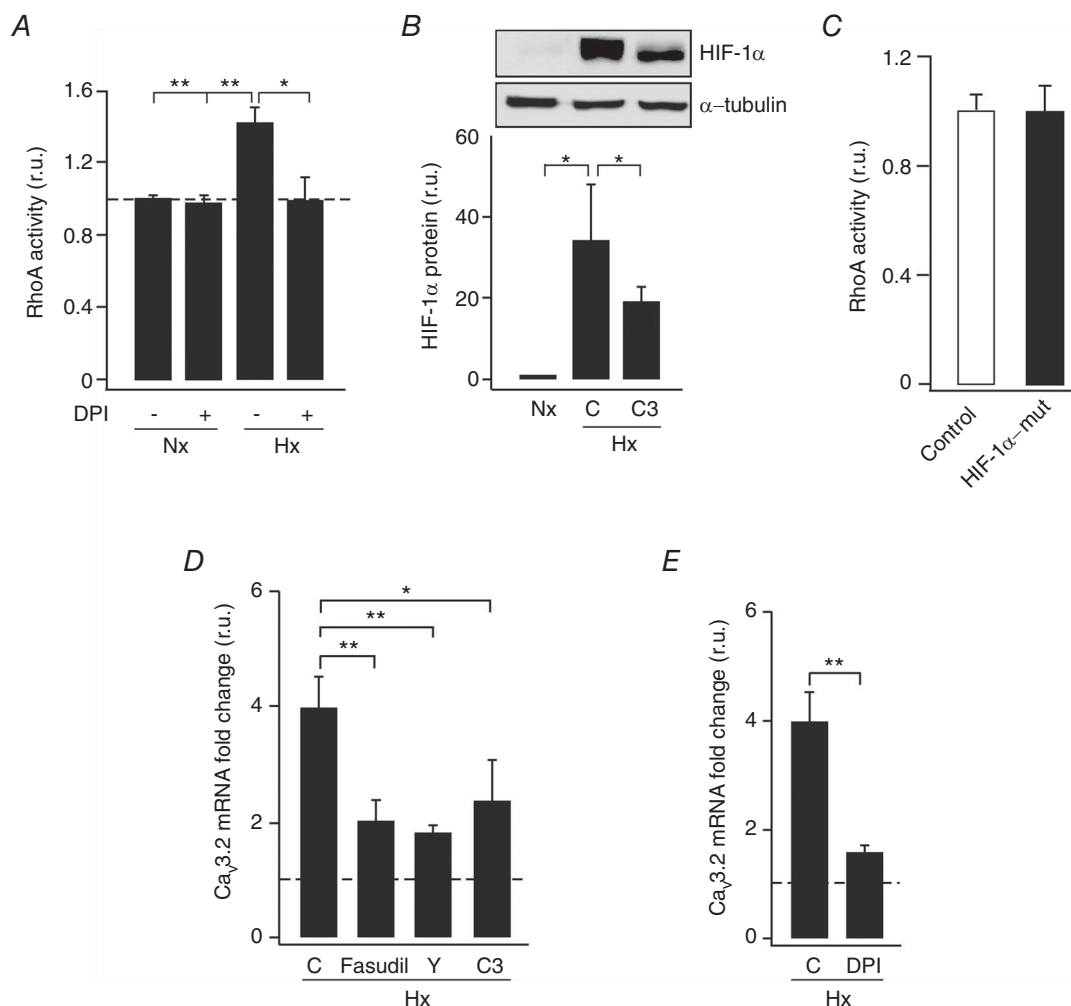 A
RhoA activity (r.u.)
1.6
1.2
0.8
0.4
0
** ** *
DPI - + - +
Nx Hx
B
HIF-1α
α–tubulin
HIF-1α protein (r.u.)
60
40
20
0
* *
Nx C C3
Hx
C
RhoA activity (r.u.)
1.2
0.8
0.4
0
Control
HIF-1α–mut
D
Cav3.2 mRNA fold change (r.u.)
6
4
2
0
*
**
**
C Fasudil Y C3
Hx
E
Cav3.2 mRNA fold change (r.u.)
6
4
2
0
**
C DPI
Hx